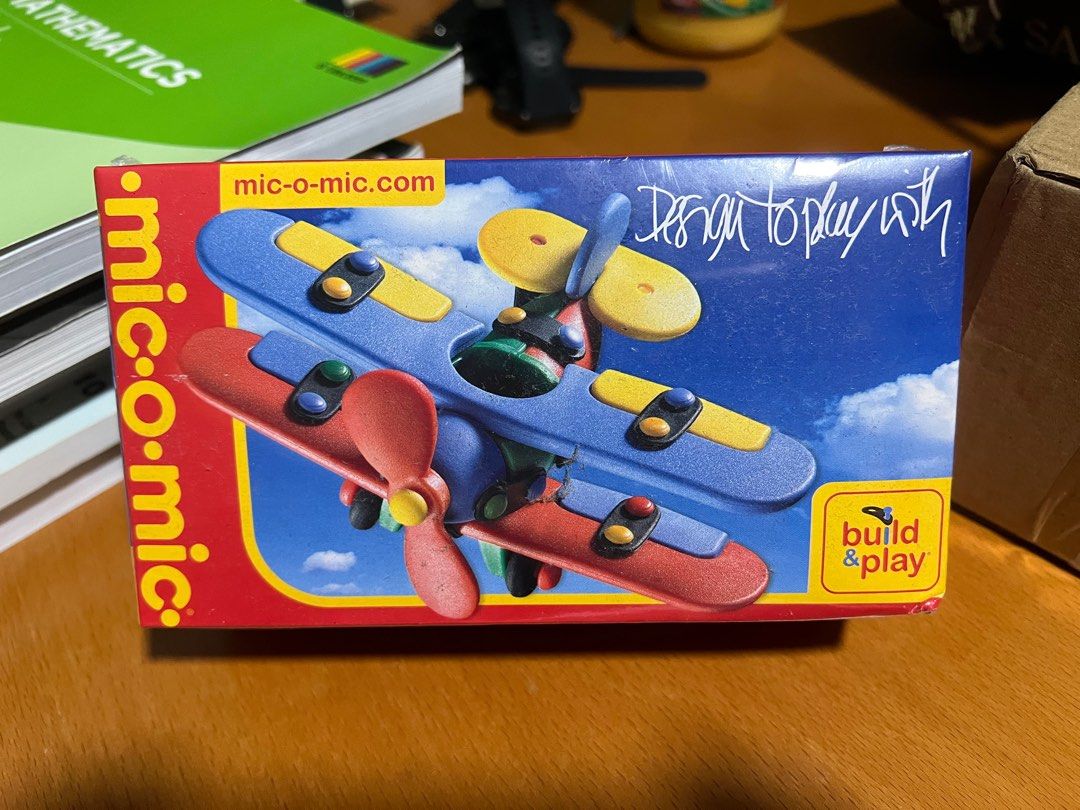 MATHEMATICS
mic-o-mic.com
Design to play with
·mic·o·mic·
build
&play